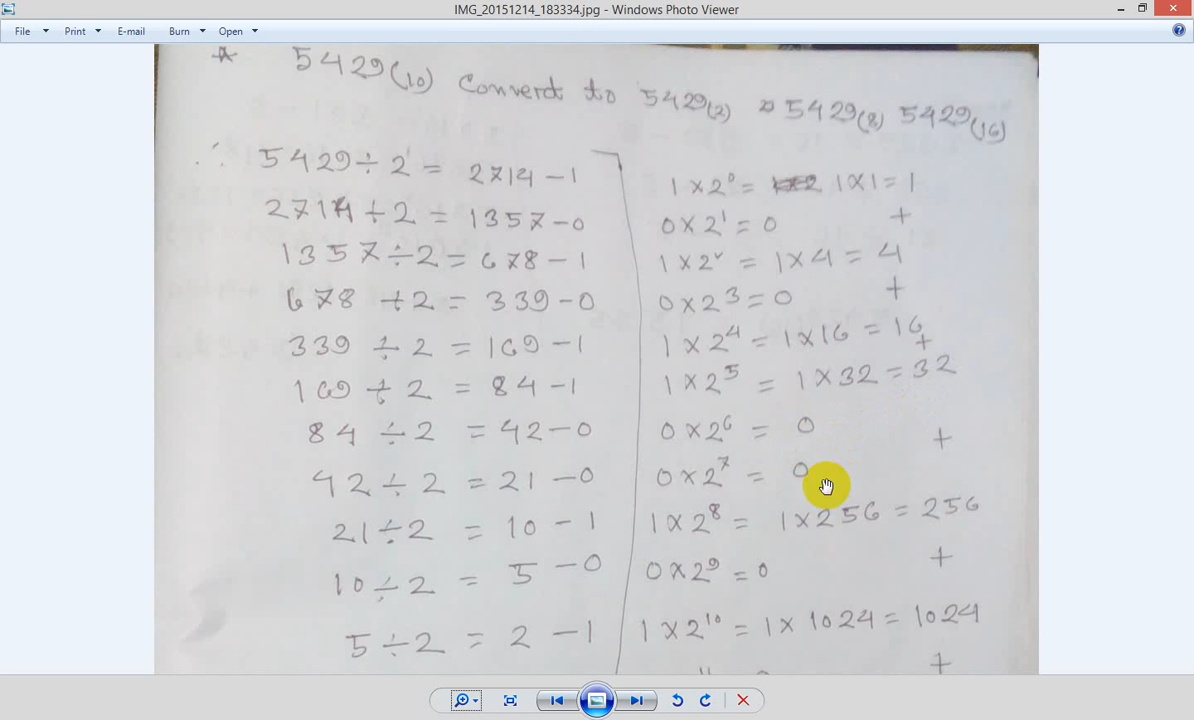 IMG_20151214_183334.jpg - Windows Photo Viewer
File Print E-mail Burn Open
* 5429(10) Convert to 5429(2) 5429(8) 5429(16)
∴ 5429÷2 = 2714-1
2714÷2 = 1357-0
1357÷2 = 678-1
678÷2 = 339-0
339÷2 = 169-1
169÷2 = 84-1
84÷2 = 42-0
42÷2 = 21-0
21÷2 = 10-1
10÷2 = 5-0
5÷2 = 2-1
1×2⁰ = 1×1=1
+
0×2¹ = 0
1×2² = 1×4 = 4
+
0×2³ = 0
1×2⁴ = 1×16 = 16
+
1×2⁵ = 1×32 = 32
0×2⁶ = 0
+
0×2⁷ = 0
1×2⁸ = 1×256 = 256
+
0×2⁹ = 0
1×2¹⁰ = 1×1024 = 1024
+